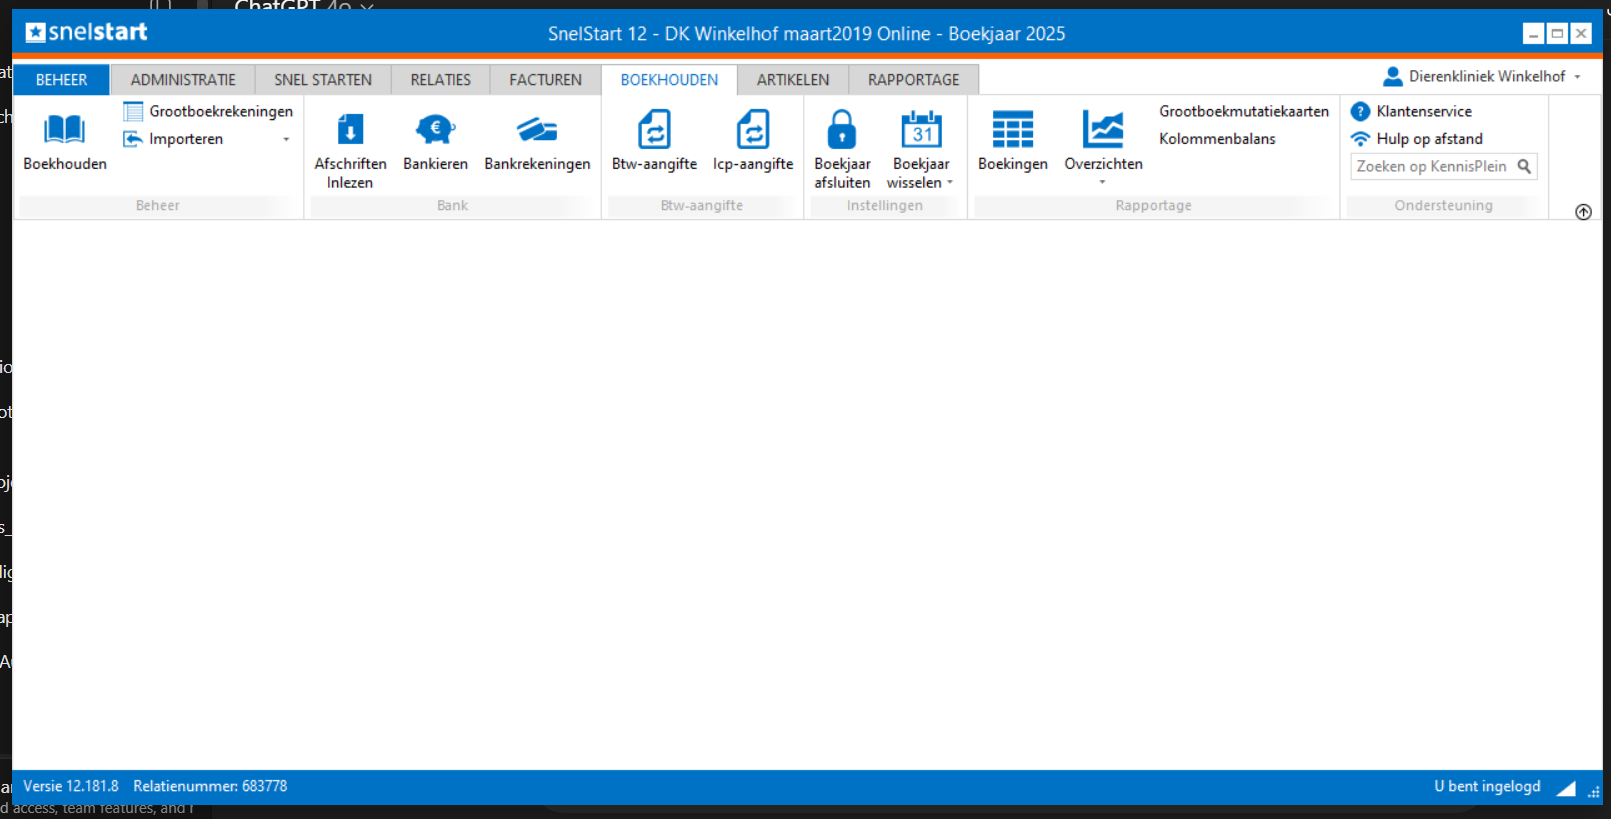 ChatGPT 4o
snelstart
SnelStart 12 - DK Winkelhof maart2019 Online - Boekjaar 2025
BEHEER ADMINISTRATIE SNEL STARTEN RELATIES FACTUREN BOEKHOUDEN ARTIKELEN RAPPORTAGE
Dierenkliniek Winkelhof
Boekhouden
Grootboekrekeningen
Importeren
Beheer
Afschriften
Inlezen
Bankieren
Bankrekeningen
Bank
Btw-aangifte
Icp-aangifte
Btw-aangifte
Boekjaar
afsluiten
31
Boekjaar
wisselen
Instellingen
Boekingen
Overzichten
Grootboekmutatiekaarten
Kolommenbalans
Rapportage
Klantenservice
Hulp op afstand
Zoeken op KennisPlein
Ondersteuning
Versie 12.181.8 Relatienummer: 683778
U bent ingelogd
d access, team features, and